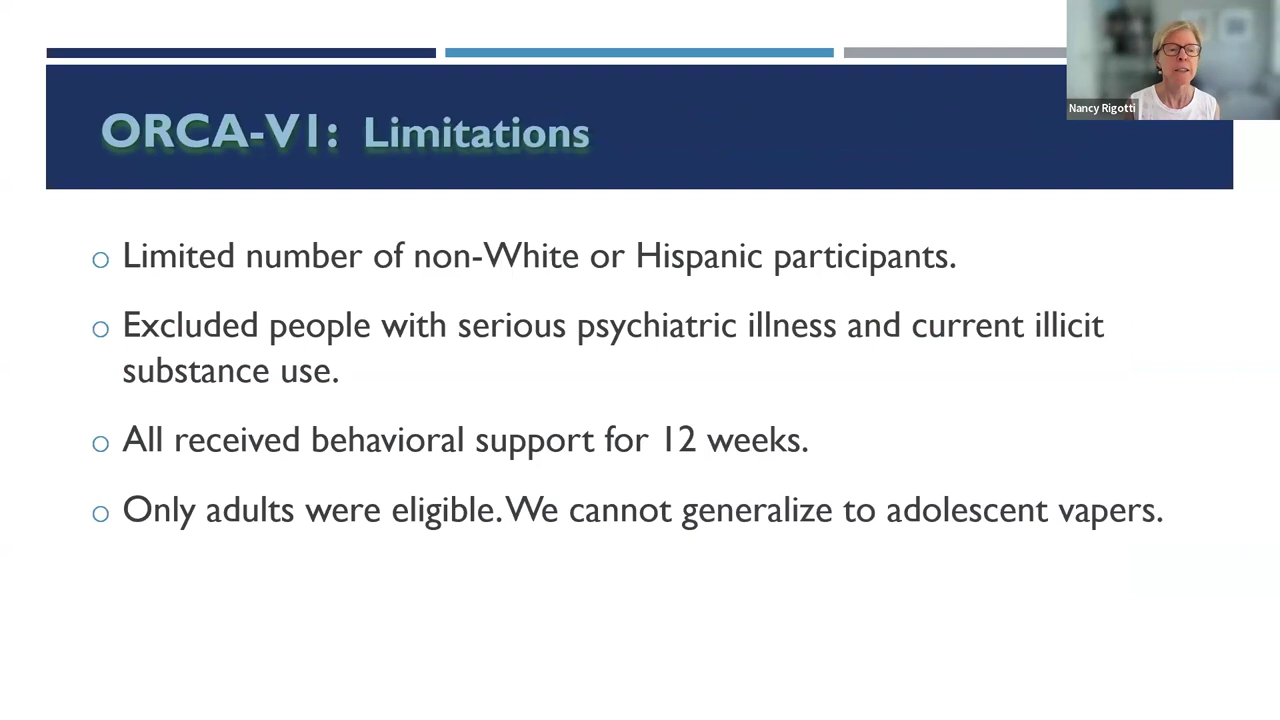 Nancy Rigotti
ORCA-V1: Limitations
Limited number of non-White or Hispanic participants.
Excluded people with serious psychiatric illness and current illicit
substance use.
All received behavioral support for 12 weeks.
Only adults were eligible. We cannot generalize to adolescent vapers.